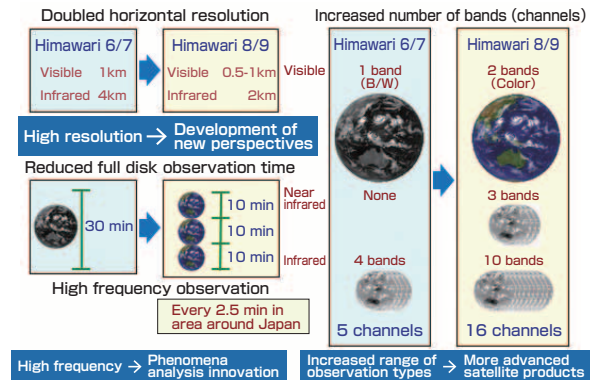 Doubled horizontal resolution
Himawari 6/7
Visible 1km
Infrared 4km
Himawari 8/9
Visible 0.5-1km
Infrared 2km
High resolution → Development of
new perspectives
Reduced full disk observation time
30 min
10 min
10 min
10 min
High frequency observation
Every 2.5 min in
area around Japan
High frequency → Phenomena
analysis innovation
Increased number of bands (channels)
Himawari 6/7
Himawari 8/9
Visible
1 band
(B/W)
2 bands
(Color)
Near
infrared
None
3 bands
Infrared
4 bands
10 bands
5 channels
16 channels
Increased range of
observation types → More advanced
satellite products